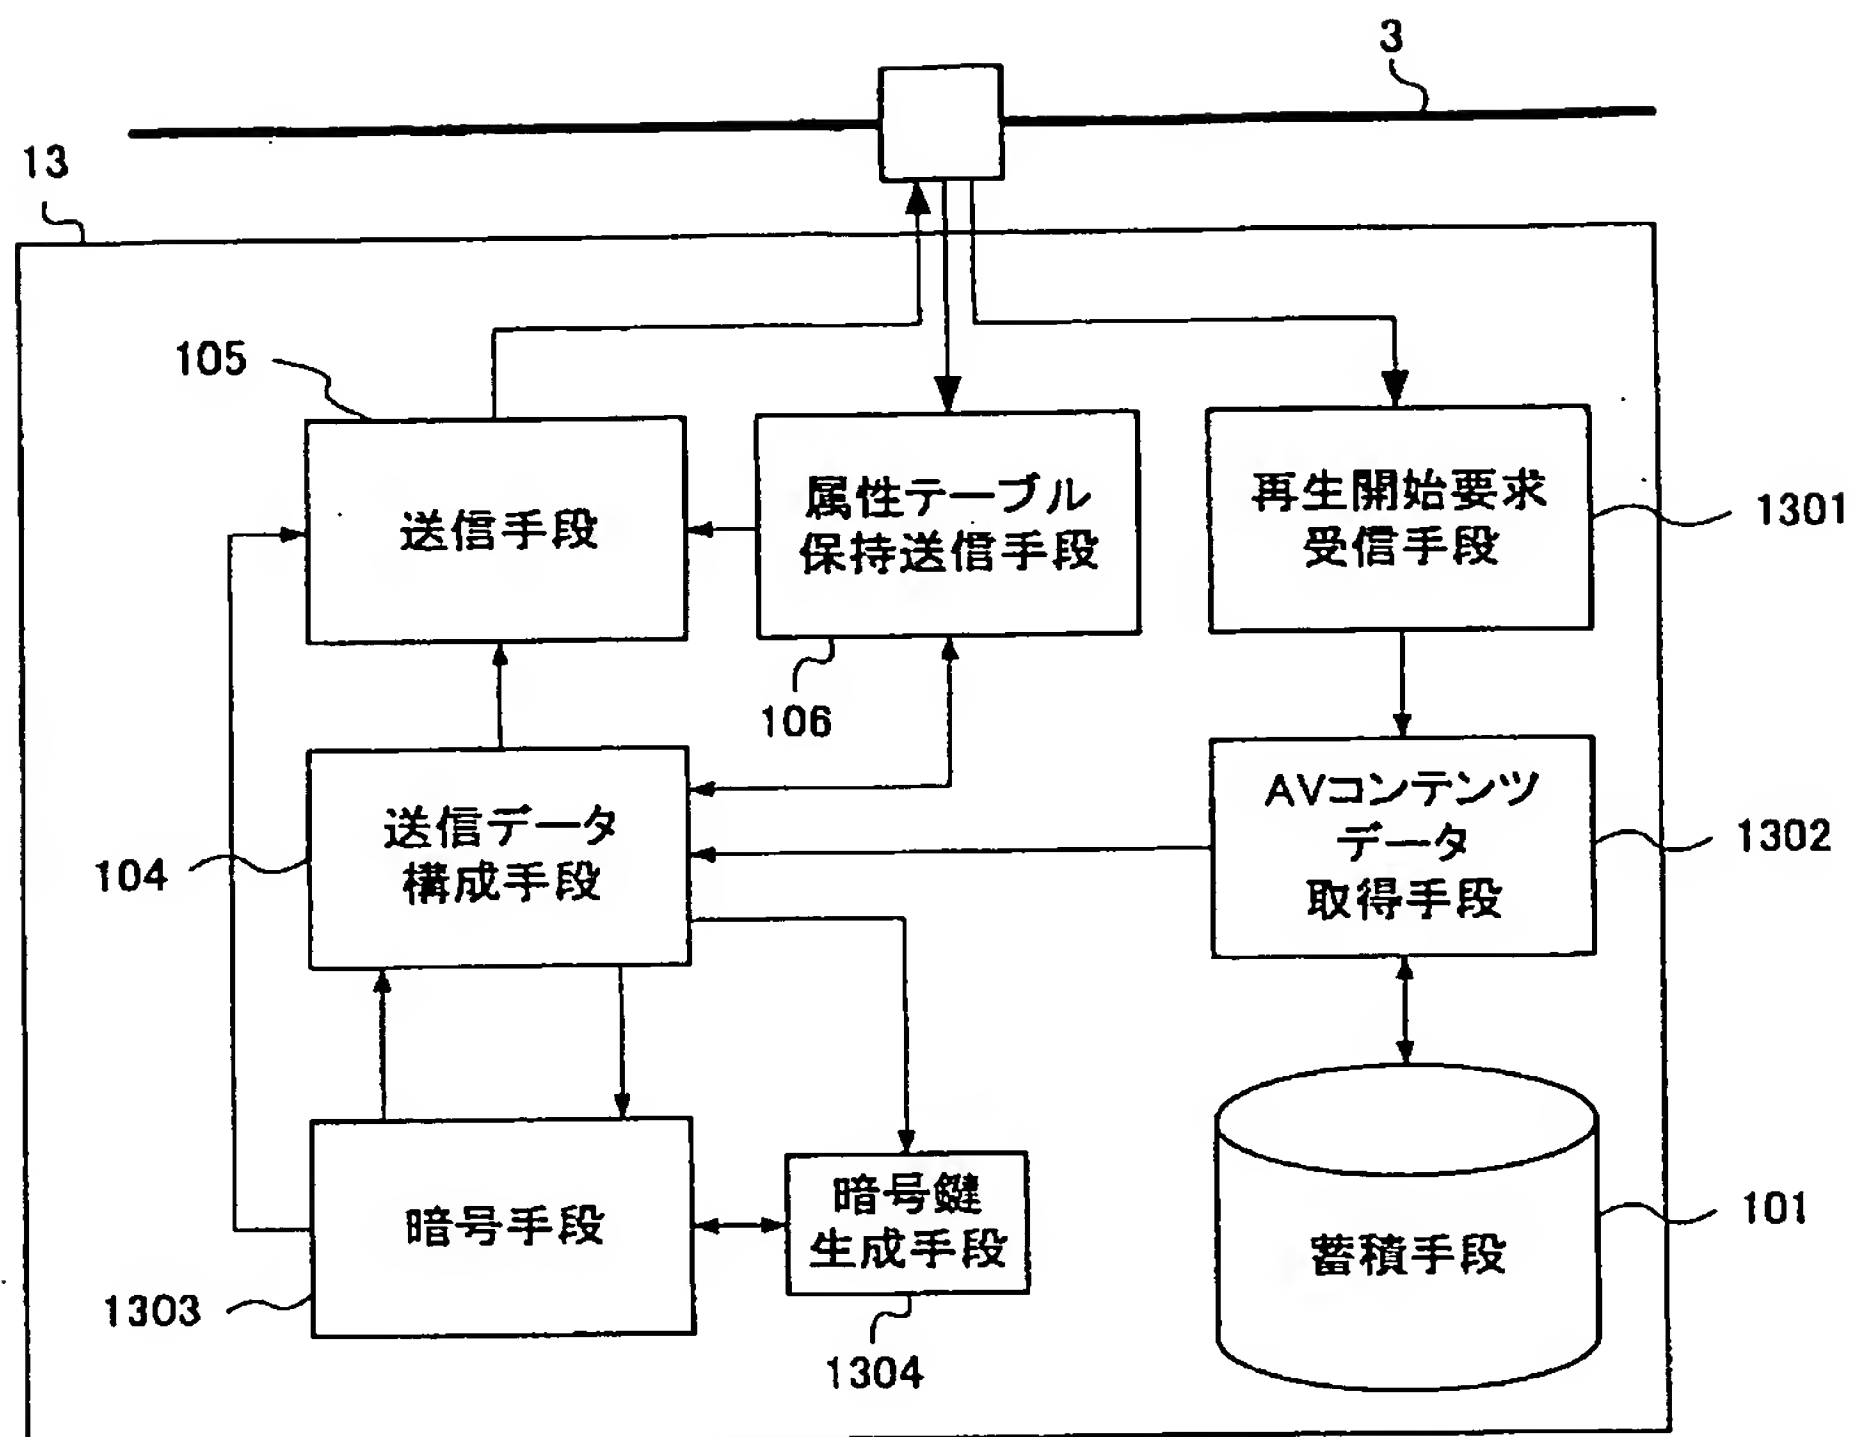 3
13
105
送信手段
属性テーブル
保持送信手段
再生開始要求
受信手段
1301
106
104
送信データ
構成手段
AVコンテンツ
データ
取得手段
1302
暗号手段
暗号鍵
生成手段
蓄積手段
101
1303
1304